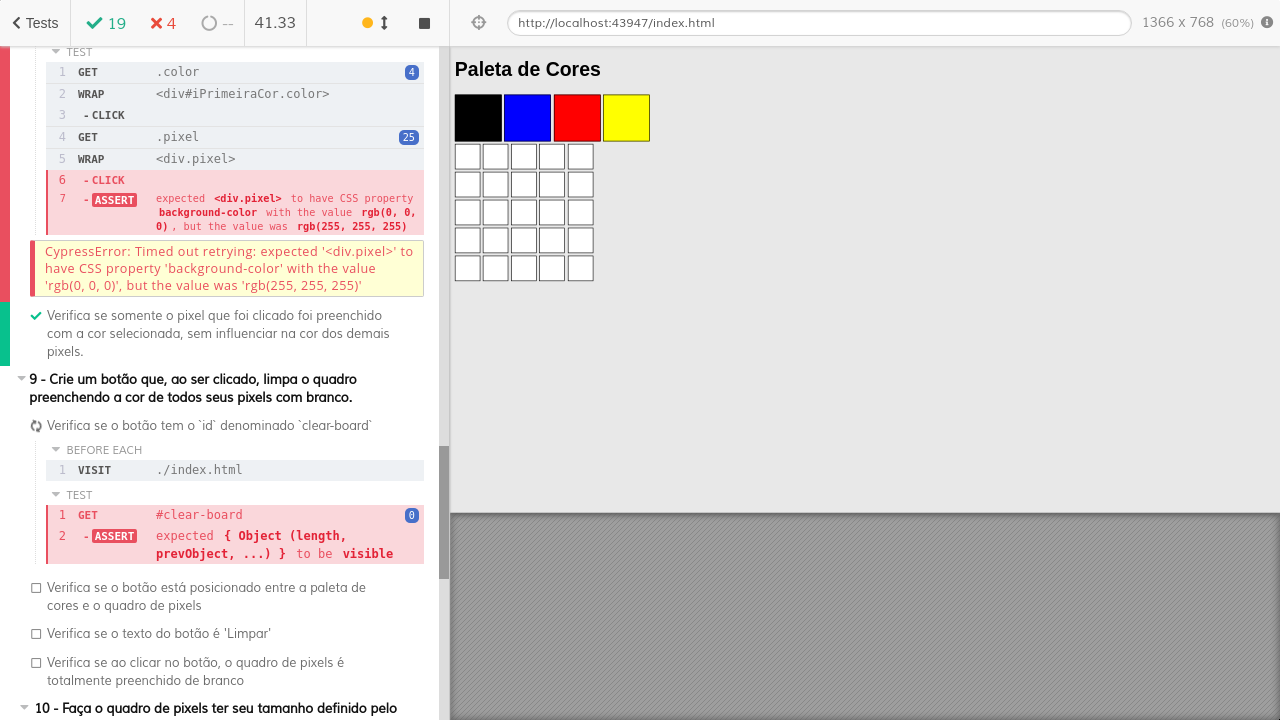 Tests 19 4 -- 41.33
http://localhost:43947/index.html 1366 x 768 (60%)
TEST
1 GET .color 4
2 WRAP <div#iPrimeiraCor.color>
3 - CLICK
4 GET .pixel 25
5 WRAP <div.pixel>
6 - CLICK
7 - ASSERT expected <div.pixel> to have CSS property
background-color with the value rgb(0, 0,
0) , but the value was rgb(255, 255, 255)
CypressError: Timed out retrying: expected '<div.pixel>' to
have CSS property 'background-color' with the value
'rgb(0, 0, 0)', but the value was 'rgb(255, 255, 255)'
Verifica se somente o pixel que foi clicado foi preenchido
com a cor selecionada, sem influenciar na cor dos demais
pixels.
9 - Crie um botão que, ao ser clicado, limpa o quadro
preenchendo a cor de todos seus pixels com branco.
Verifica se o botão tem o `id` denominado `clear-board`
BEFORE EACH
1 VISIT ./index.html
TEST
1 GET #clear-board 0
2 - ASSERT expected { Object (length,
prevObject, ...) } to be visible
Verifica se o botão está posicionado entre a paleta de
cores e o quadro de pixels
Verifica se o texto do botão é 'Limpar'
Verifica se ao clicar no botão, o quadro de pixels é
totalmente preenchido de branco
10 - Faça o quadro de pixels ter seu tamanho definido pelo
Paleta de Cores